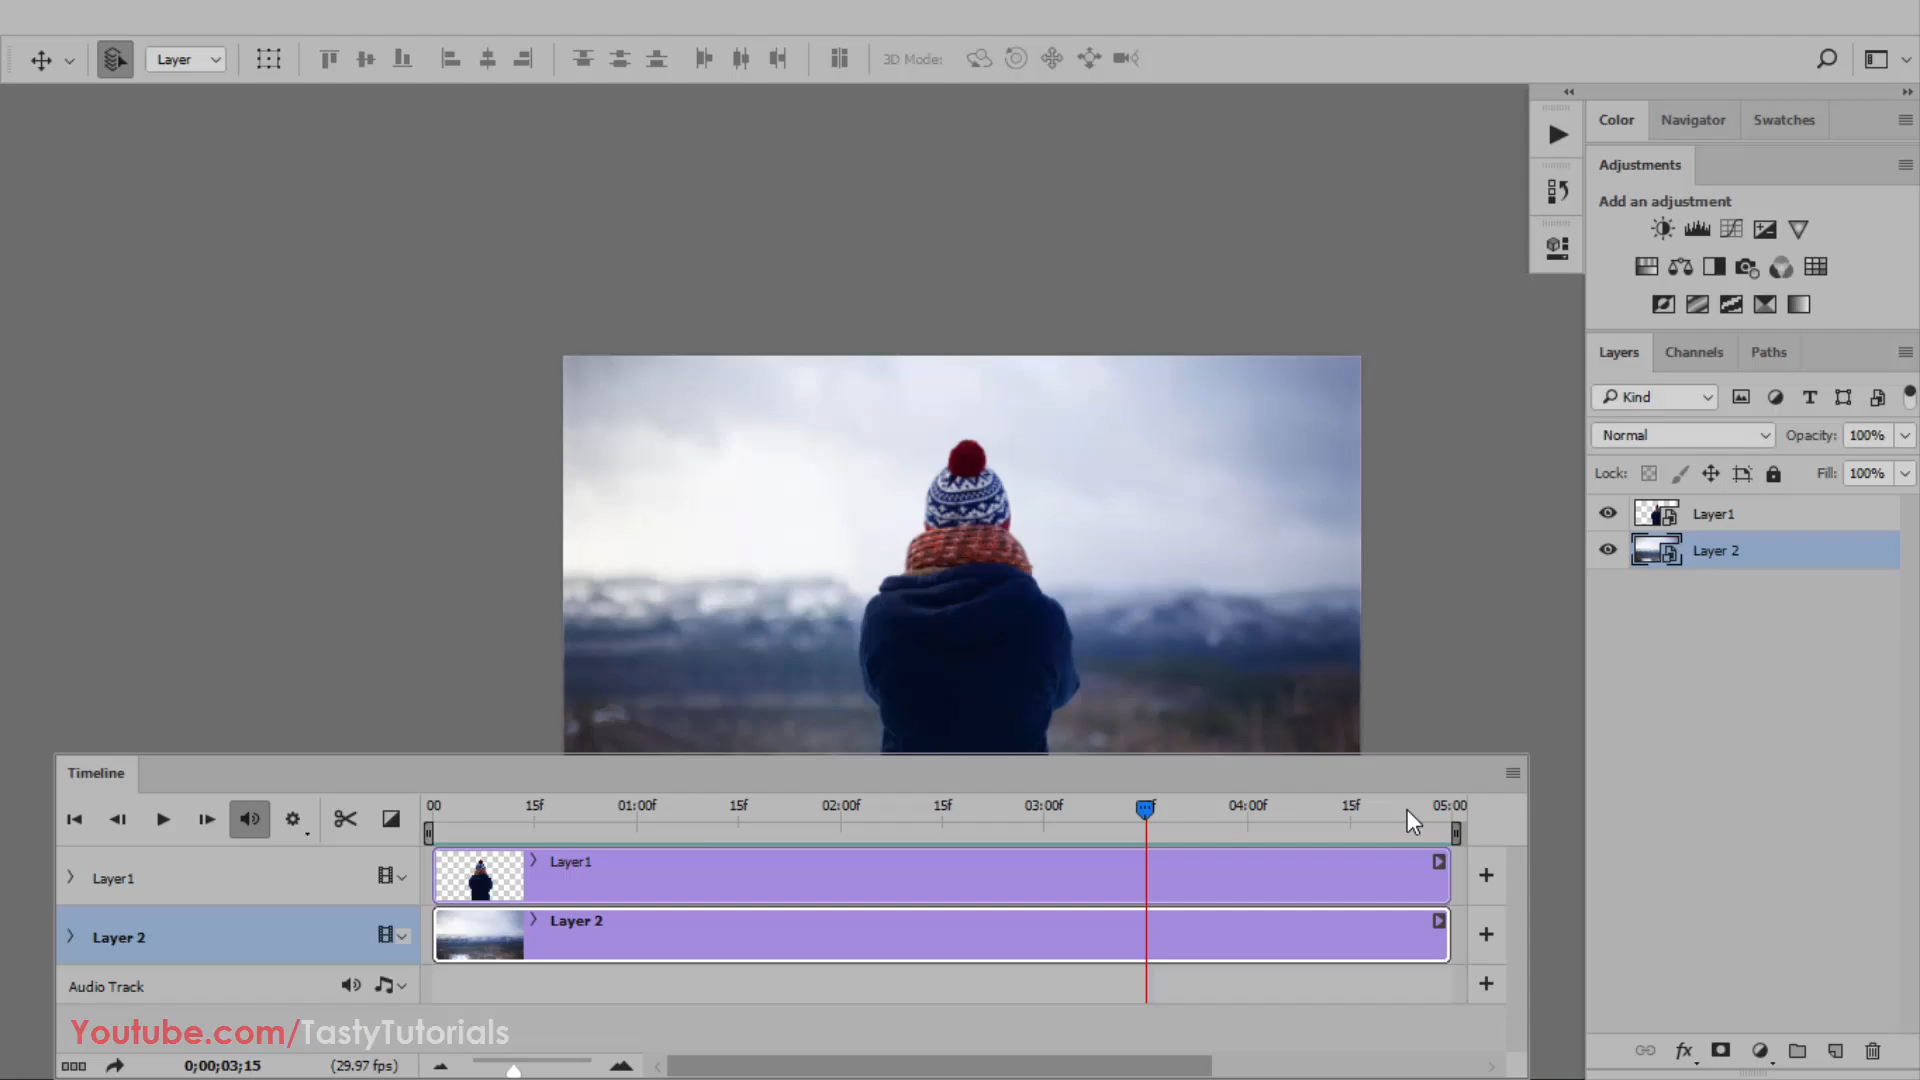 Layer
3D Mode:
Color Navigator Swatches
Adjustments
Add an adjustment
Layers Channels Paths
Kind
Normal Opacity: 100%
Lock: Fill: 100%
Layer1
Layer 2
Timeline
00 15f 01:00f 15f 02:00f 15f 03:00f f 04:00f 15f 05:00
Layer1
Layer1
Layer 2
Layer 2
Audio Track
Youtube.com/TastyTutorials
0;00;03;15 (29.97 fps)